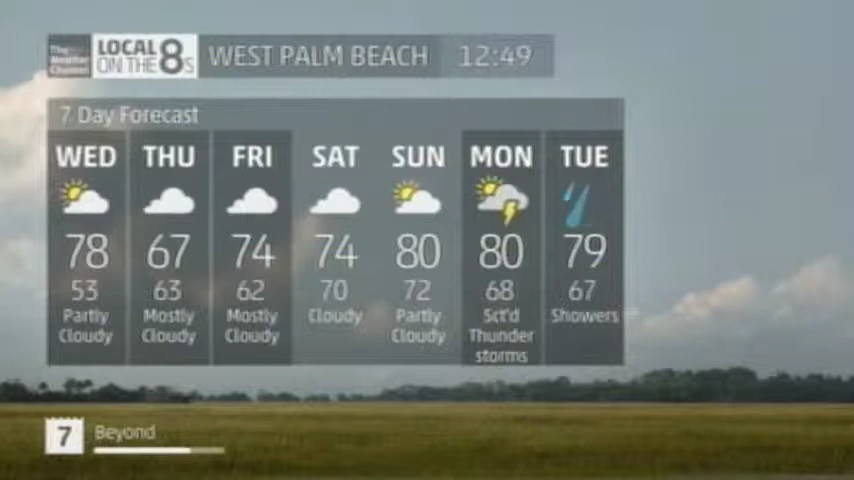 The Weather Channel
LOCAL ON THE 8s
WEST PALM BEACH 12:49
7 Day Forecast
WED THU FRI SAT SUN MON TUE
78 67 74 74 80 80 79
53 63 62 70 72 68 67
Partly Mostly Mostly Cloudy Partly Sct'd Showers
Cloudy Cloudy Cloudy Cloudy Thunder
storms
7 Beyond